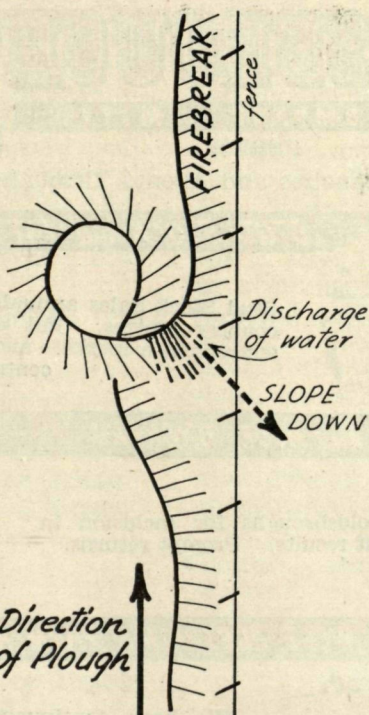 FIREBREAK
fence
Discharge
of water
SLOPE
DOWN
Direction
of Plough